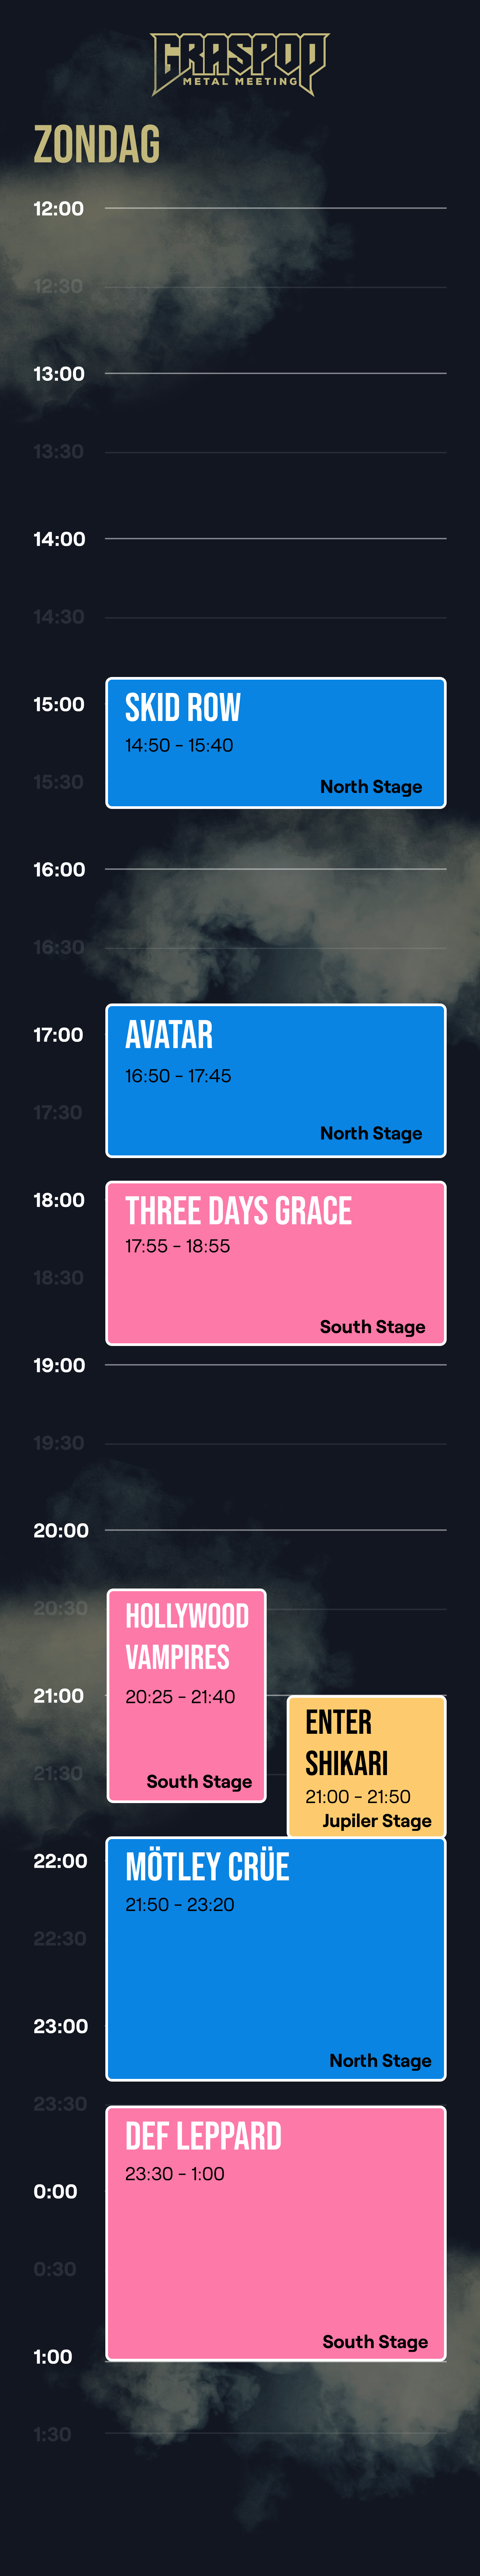 GRASPOP
METAL MEETING
ZONDAG
12:00
12:30
13:00
13:30
14:00
14:30
15:00
SKID ROW
14:50 - 15:40
15:30
North Stage
16:00
16:30
17:00
AVATAR
16:50 - 17:45
17:30
North Stage
18:00
THREE DAYS GRACE
17:55 - 18:55
18:30
South Stage
19:00
19:30
20:00
20:30
HOLLYWOOD
VAMPIRES
20:25 - 21:40
21:00
21:30
South Stage
ENTER
SHIKARI
21:00 - 21:50
Jupiler Stage
22:00
MÖTLEY CRÜE
21:50 - 23:20
22:30
23:00
North Stage
23:30
DEF LEPPARD
23:30 - 1:00
0:00
0:30
South Stage
1:00
1:30